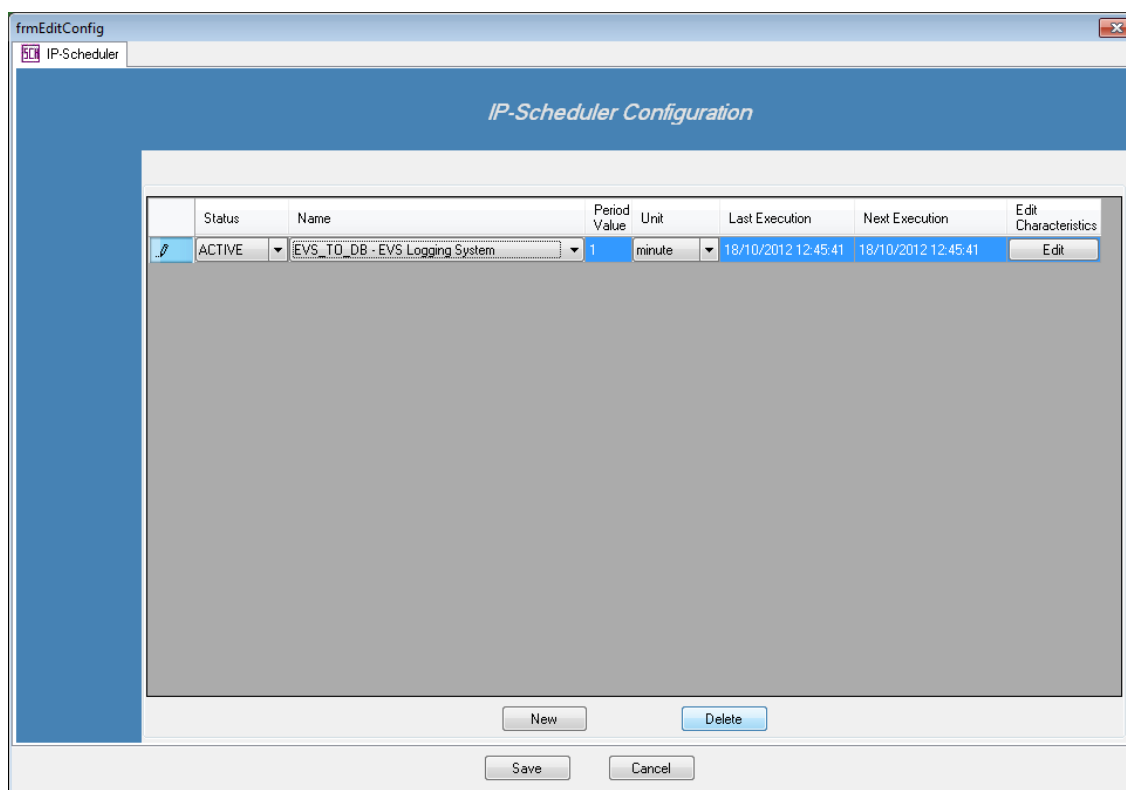 frmEditConfig
SCH IP-Scheduler
IP-Scheduler Configuration
Status Name Period Value Unit Last Execution Next Execution Edit Characteristics
ACTIVE EVS_TO_DB - EVS Logging System 1 minute 18/10/2012 12:45:41 18/10/2012 12:45:41 Edit
New Delete
Save Cancel